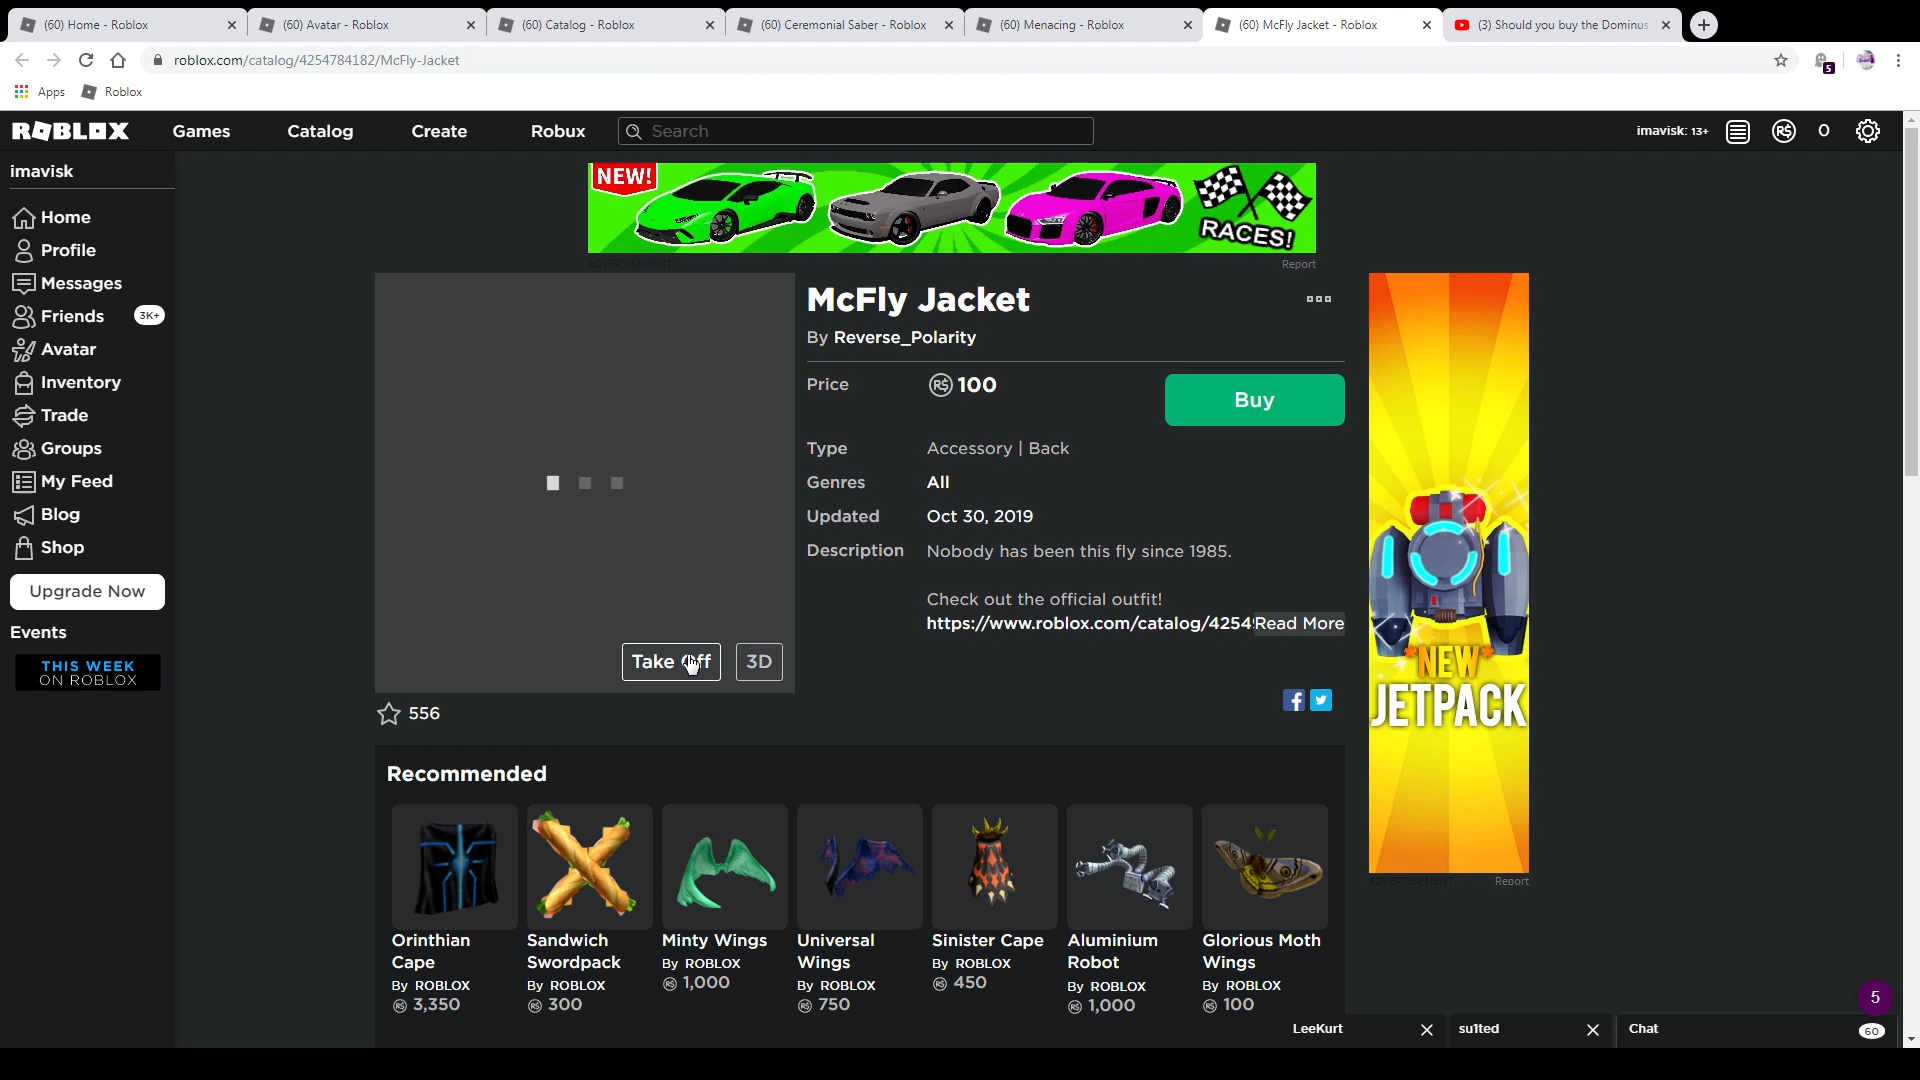 (60) Home - Roblox
(60) Avatar - Roblox
(60) Catalog - Roblox
(60) Ceremonial Saber - Roblox
(60) Menacing - Roblox
(60) McFly Jacket - Roblox
(3) Should you buy the Dominus
roblox.com/catalog/4254784182/McFly-Jacket
5
Apps
Roblox
ROBLOX
Games
Catalog
Create
Robux
Search
imavisk: 13+
R$
0
imavisk
Home
Profile
Messages
Friends 3K+
Avatar
Inventory
Trade
Groups
My Feed
Blog
Shop
Upgrade Now
Events
THIS WEEK
ON ROBLOX
NEW!
RACES!
ADVERTISEMENT
Report
McFly Jacket
By Reverse_Polarity
Price R$ 100
Buy
Type Accessory | Back
Genres All
Updated Oct 30, 2019
Description Nobody has been this fly since 1985.
Check out the official outfit!
https://www.roblox.com/catalog/4254 Read More
Take Off
3D
556
*NEW*
JETPACK
ADVERTISEMENT
Report
Recommended
Orinthian
Cape
By ROBLOX
R$ 3,350
Sandwich
Swordpack
By ROBLOX
R$ 300
Minty Wings
By ROBLOX
R$ 1,000
Universal
Wings
By ROBLOX
R$ 750
Sinister Cape
By ROBLOX
R$ 450
Aluminium
Robot
By ROBLOX
R$ 1,000
Glorious Moth
Wings
By ROBLOX
R$ 100
5
LeeKurt
su1ted
Chat
60